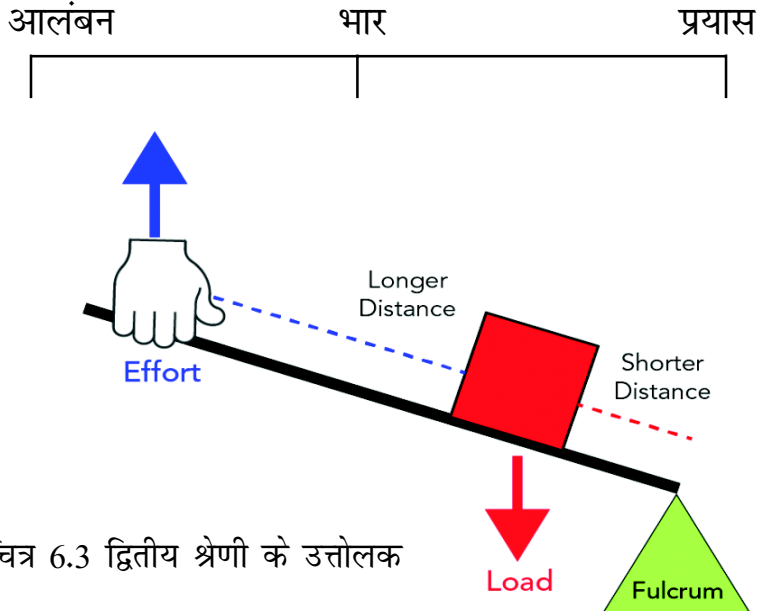 आलंबन भार प्रयास
Longer
Distance
Shorter
Distance
Effort
6.3 द्वितीय श्रेणी के उत्तोलक
Load
Fulcrum